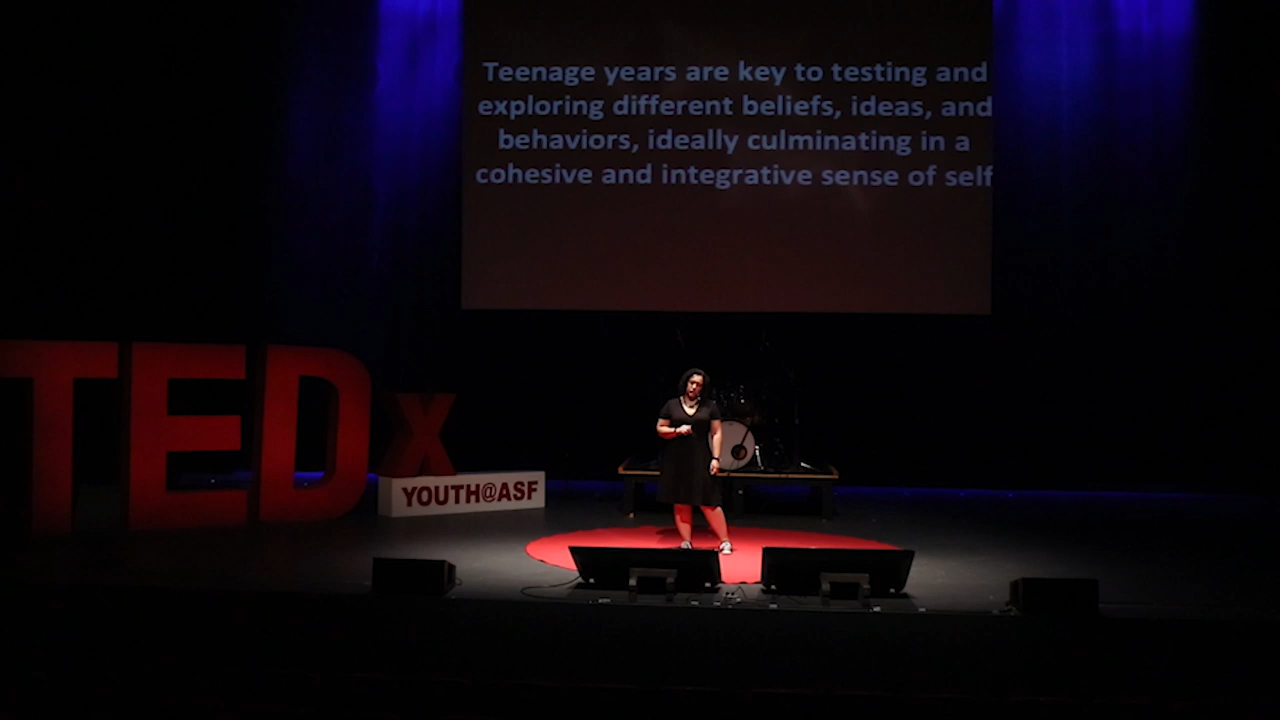 Teenage years are key to testing and
exploring different beliefs, ideas, and
behaviors, ideally culminating in a
cohesive and integrative sense of self
TEDx
YOUTH@ASF